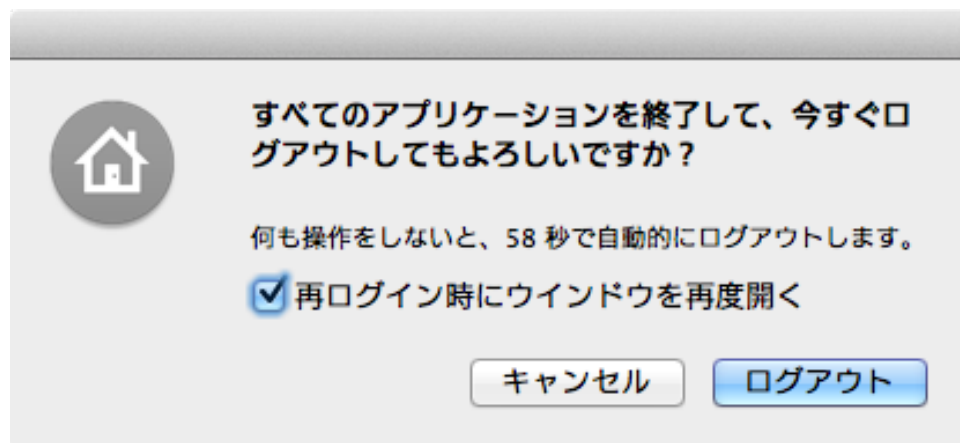 すべてのアプリケーションを終了して、今すぐロ
グアウトしてもよろしいですか？
何も操作をしないと、58 秒で自動的にログアウトします。
再ログイン時にウインドウを再度開く
キャンセル
ログアウト